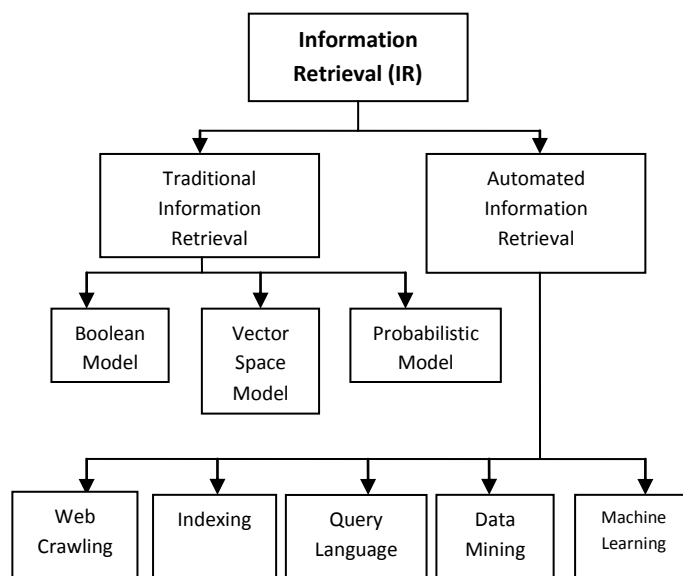 Information
Retrieval (IR)
Traditional
Information
Retrieval
Automated
Information
Retrieval
Boolean
Model
Vector
Space
Model
Probabilistic
Model
Web
Crawling
Indexing
Query
Language
Data
Mining
Machine
Learning